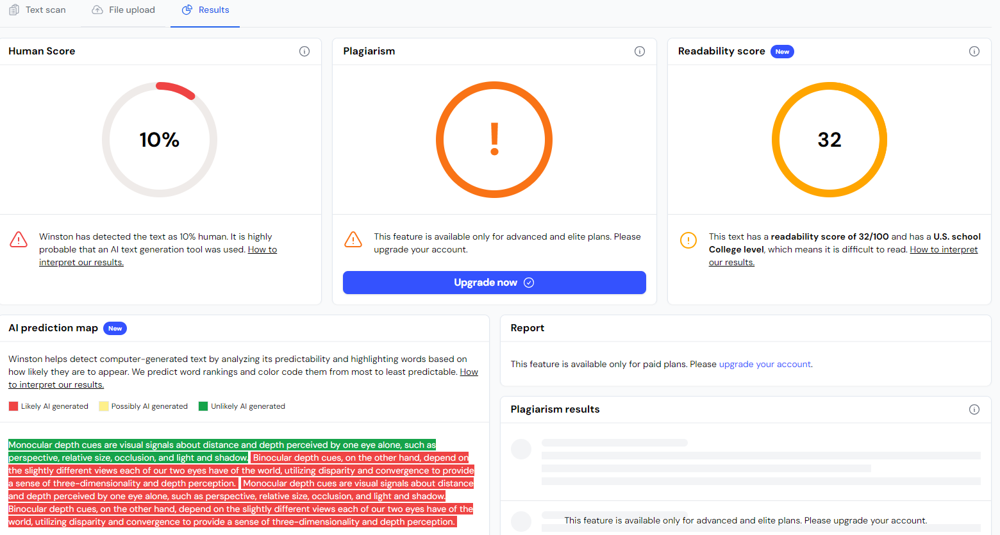 Text scan
File upload
Results
Human Score
10%
Winston has detected the text as 10% human. It is highly
probable that an AI text generation tool was used. How to
interpret our results.
Plagiarism
!
This feature is available only for advanced and elite plans. Please
upgrade your account.
Upgrade now
Readability score New
32
This text has a readability score of 32/100 and has a U.S. school
College level, which means it is difficult to read. How to interpret
our results.
AI prediction map New
Winston helps detect computer-generated text by analyzing its predictability and highlighting words based on
how likely they are to appear. We predict word rankings and color code them from most to least predictable. How
to interpret our results.
Likely AI generated
Possibly AI generated
Unlikely AI generated
Monocular depth cues are visual signals about distance and depth perceived by one eye alone, such as
perspective, relative size, occlusion, and light and shadow. Binocular depth cues, on the other hand, depend on
the slightly different views each of our two eyes have of the world, utilizing disparity and convergence to provide
a sense of three-dimensionality and depth perception. Monocular depth cues are visual signals about distance
and depth perceived by one eye alone, such as perspective, relative size, occlusion, and light and shadow.
Binocular depth cues, on the other hand, depend on the slightly different views each of our two eyes have of the
world, utilizing disparity and convergence to provide a sense of three-dimensionality and depth perception.
Report
This feature is available only for paid plans. Please upgrade your account.
Plagiarism results
This feature is available only for advanced and elite plans. Please upgrade your account.